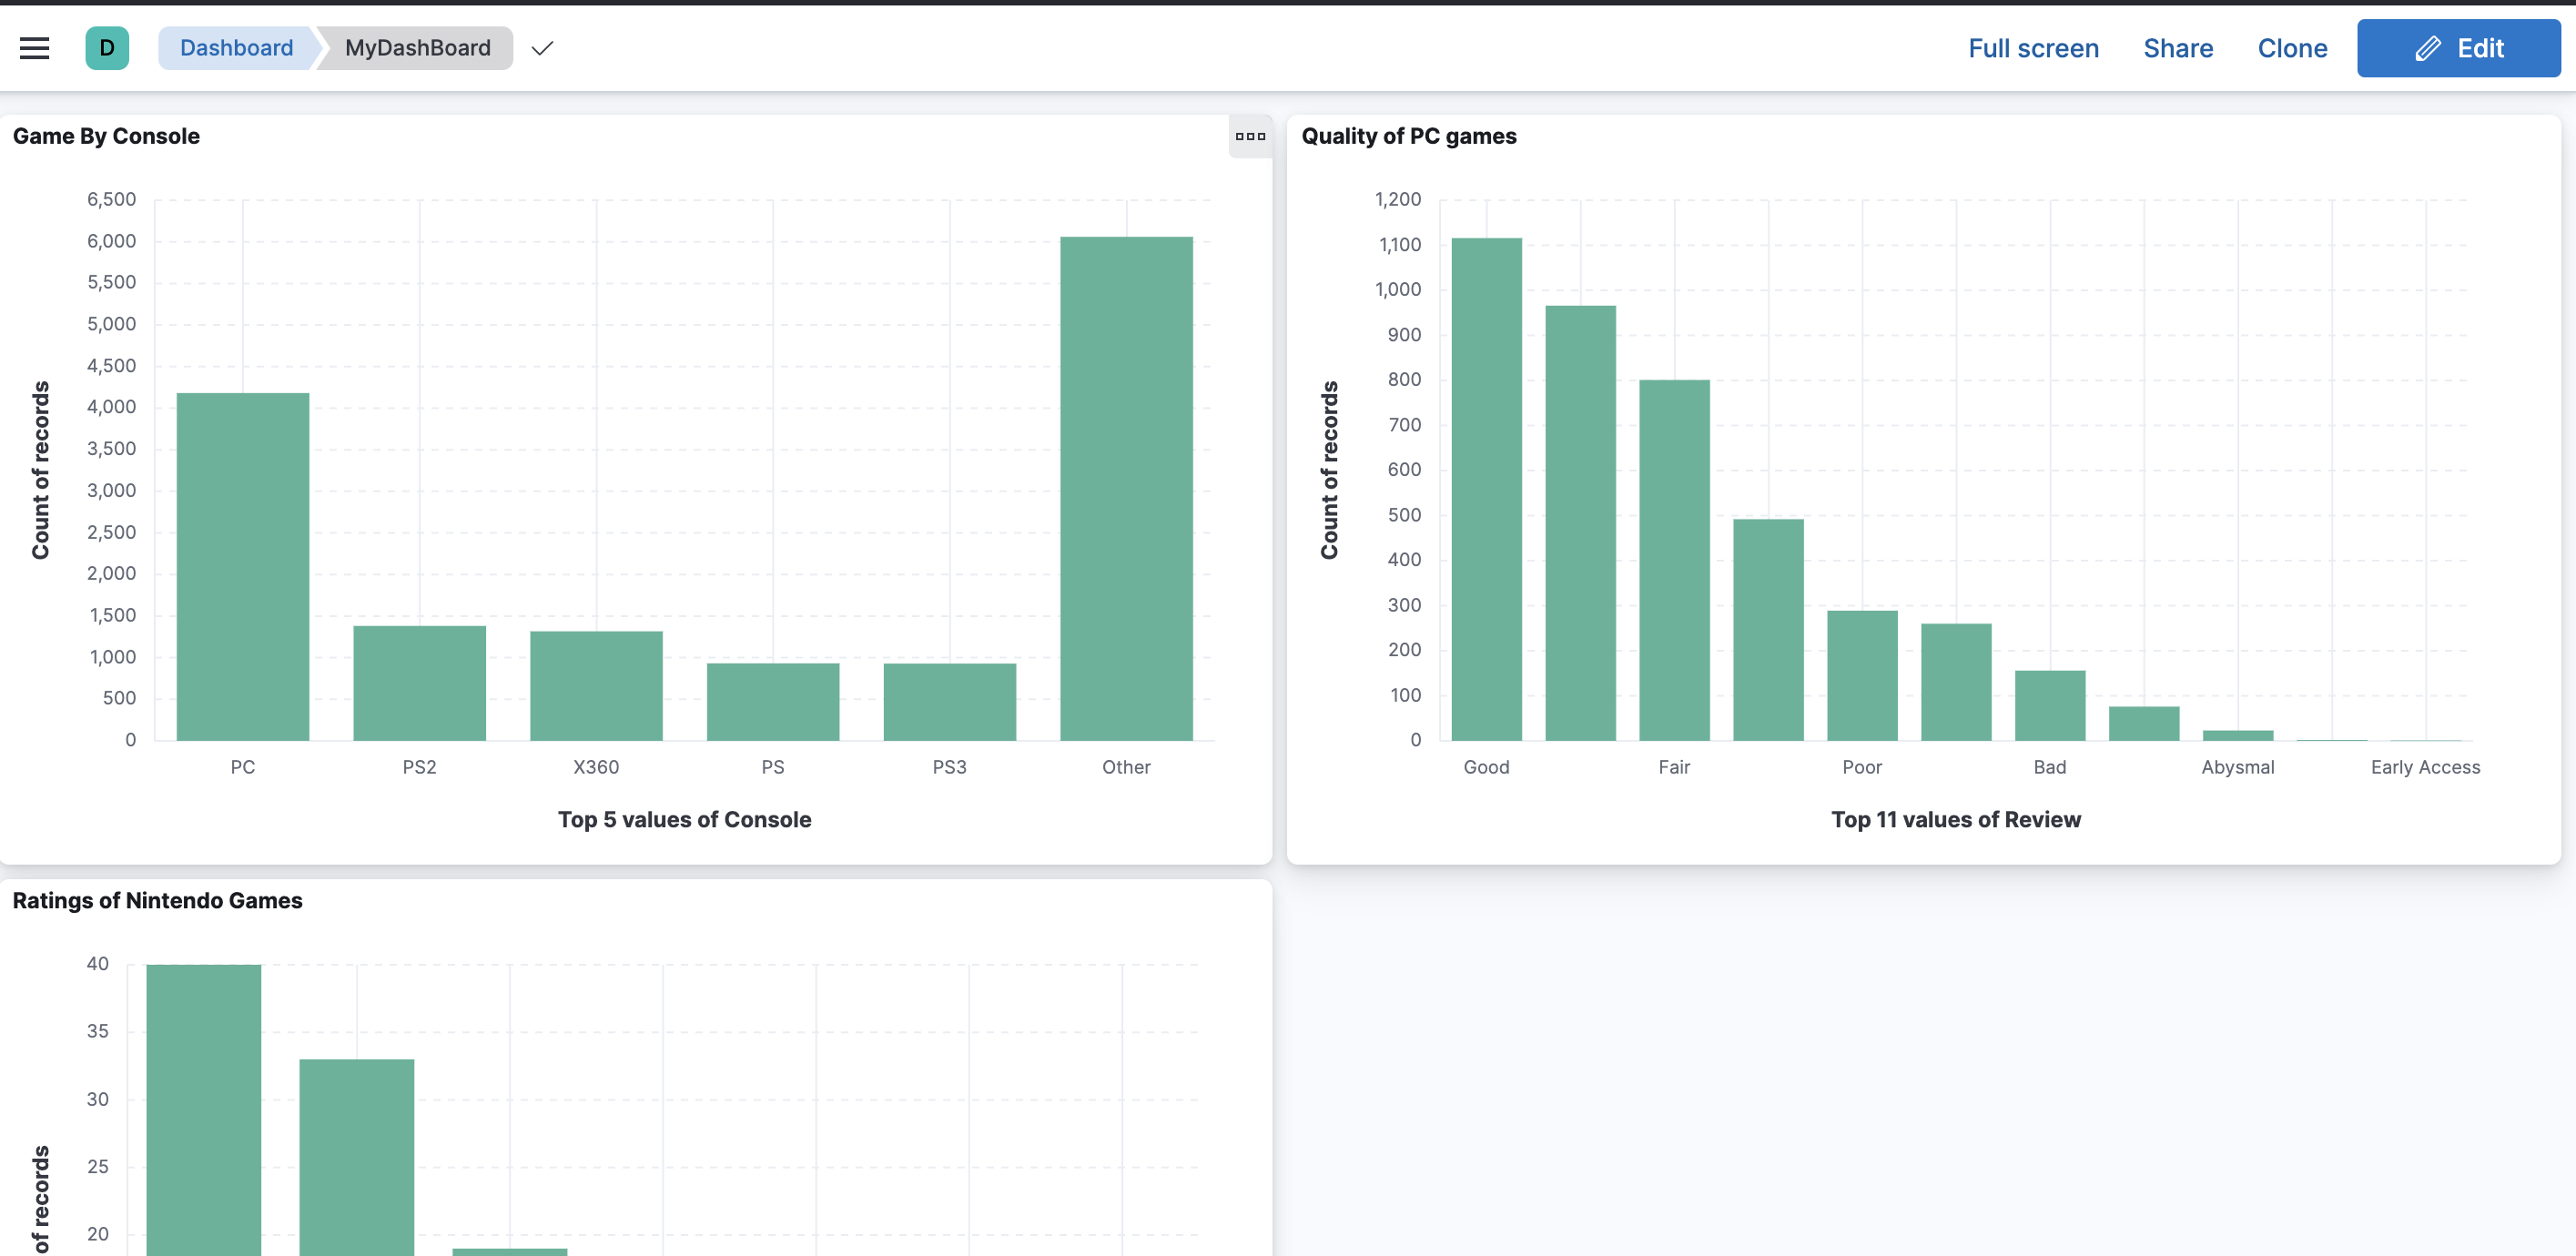 D Dashboard MyDashBoard Full screen Share Clone Edit
Game By Console
6,500
6,000
5,500
5,000
4,500
4,000
3,500
3,000
2,500
2,000
1,500
1,000
500
0
Count of records
PC PS2 X360 PS PS3 Other
Top 5 values of Console
Quality of PC games
1,200
1,100
1,000
900
800
700
600
500
400
300
200
100
0
Count of records
Good Fair Poor Bad Abysmal Early Access
Top 11 values of Review
Ratings of Nintendo Games
40
35
30
25
20
of records